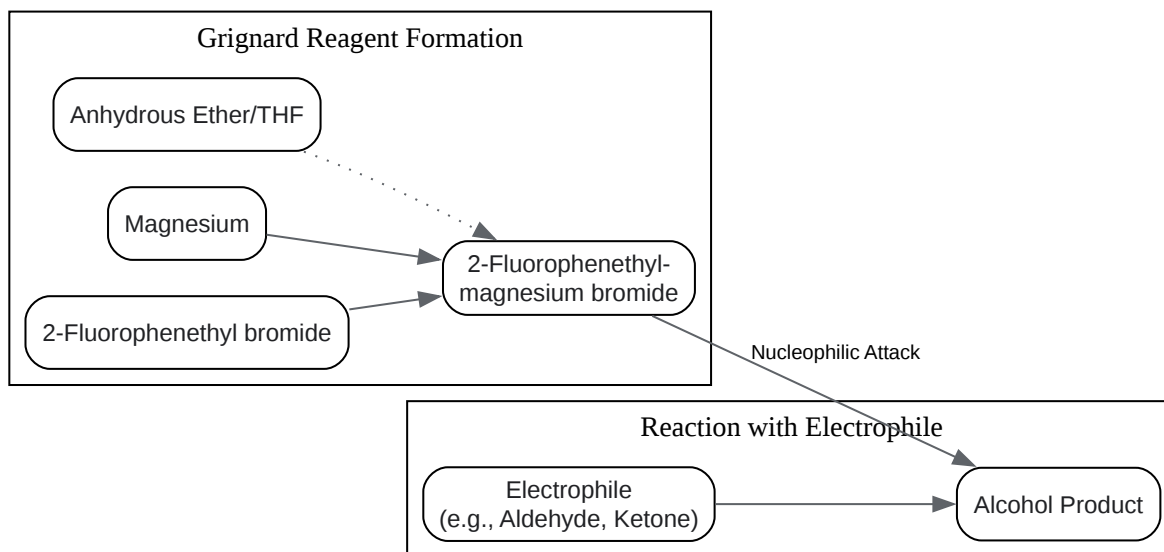 Grignard Reagent Formation
Anhydrous Ether/THF
Magnesium
2-Fluorophenethyl-
magnesium bromide
2-Fluorophenethyl bromide
Nucleophilic Attack
Reaction with Electrophile
Electrophile
(e.g., Aldehyde, Ketone)
Alcohol Product